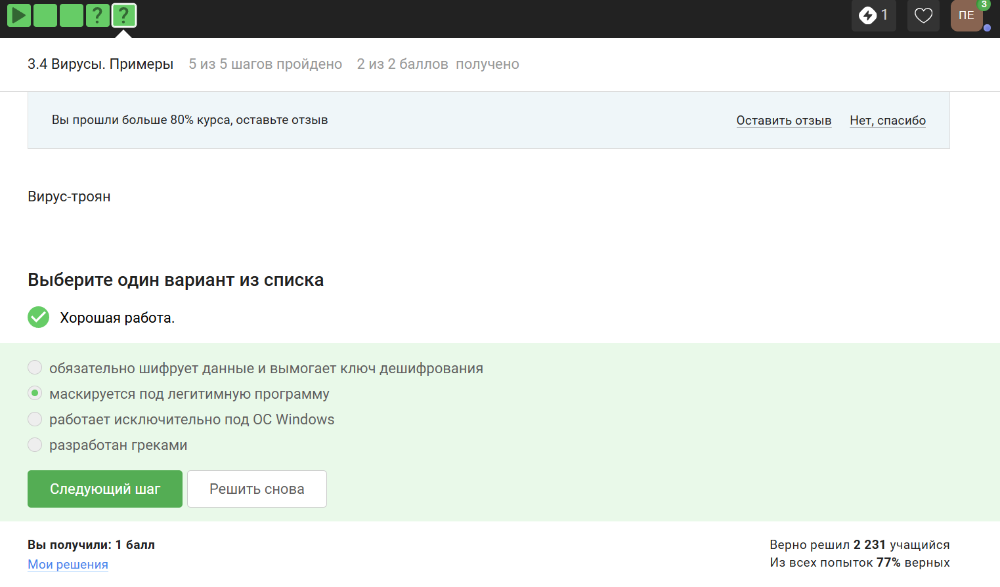 ? ?
1
ПЕ
3
3.4 Вирусы. Примеры 5 из 5 шагов пройдено 2 из 2 баллов получено
Вы прошли больше 80% курса, оставьте отзыв Оставить отзыв Нет, спасибо
Вирус-троян
Выберите один вариант из списка
Хорошая работа.
обязательно шифрует данные и вымогает ключ дешифрования
маскируется под легитимную программу
работает исключительно под ОС Windows
разработан греками
Следующий шаг Решить снова
Вы получили: 1 балл
Мои решения
Верно решил 2 231 учащийся
Из всех попыток 77% верных